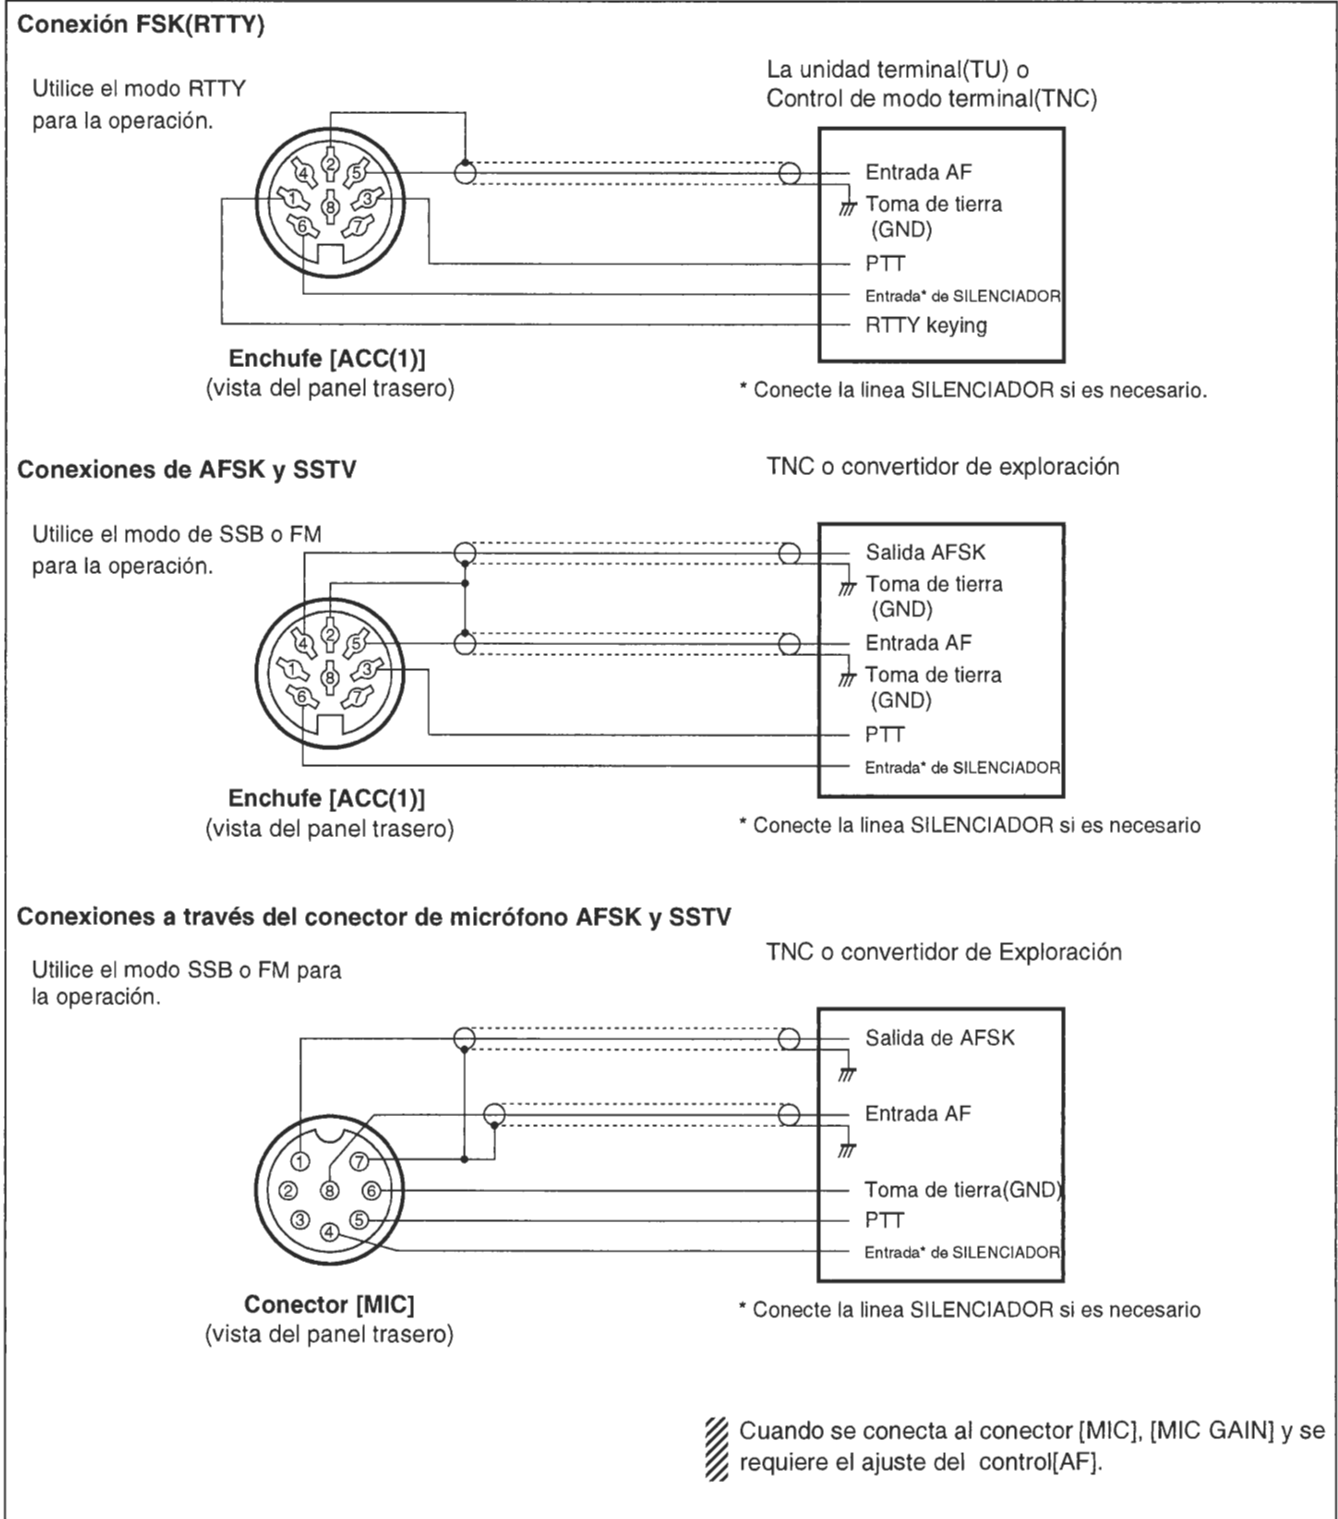 Conexión FSK(RTTY)
Utilice el modo RTTY
para la operación.
La unidad terminal(TU) o
Control de modo terminal(TNC)
② ④ ⑤ ① ③ ⑧ ⑥ ⑦
Entrada AF
Toma de tierra
(GND)
PTT
Entrada* de SILENCIADOR
RTTY keying
Enchufe [ACC(1)]
(vista del panel trasero)
* Conecte la linea SILENCIADOR si es necesario.
Conexiones de AFSK y SSTV
TNC o convertidor de exploración
Utilice el modo de SSB o FM
para la operación.
② ④ ⑤ ① ③ ⑧ ⑥ ⑦
Salida AFSK
Toma de tierra
(GND)
Entrada AF
Toma de tierra
(GND)
PTT
Entrada* de SILENCIADOR
Enchufe [ACC(1)]
(vista del panel trasero)
* Conecte la linea SILENCIADOR si es necesario
Conexiones a través del conector de micrófono AFSK y SSTV
TNC o convertidor de Exploración
Utilice el modo SSB o FM para
la operación.
① ⑦ ② ⑧ ⑥ ③ ⑤ ④
Salida de AFSK
Entrada AF
Toma de tierra(GND)
PTT
Entrada* de SILENCIADOR
Conector [MIC]
(vista del panel trasero)
* Conecte la linea SILENCIADOR si es necesario
Cuando se conecta al conector [MIC], [MIC GAIN] y se
requiere el ajuste del control[AF].